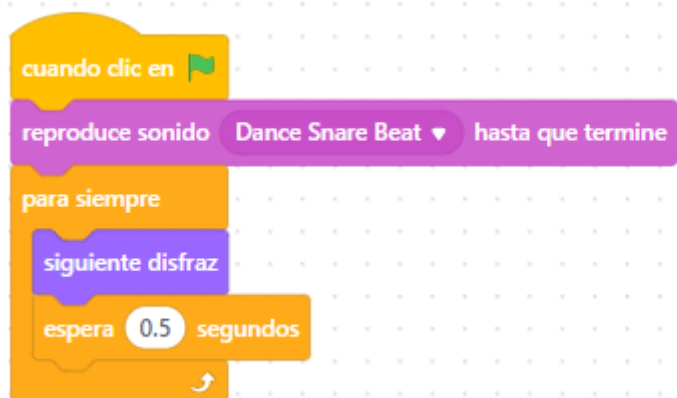 cuando clic en
reproduce sonido Dance Snare Beat hasta que termine
para siempre
siguiente disfraz
espera 0.5 segundos